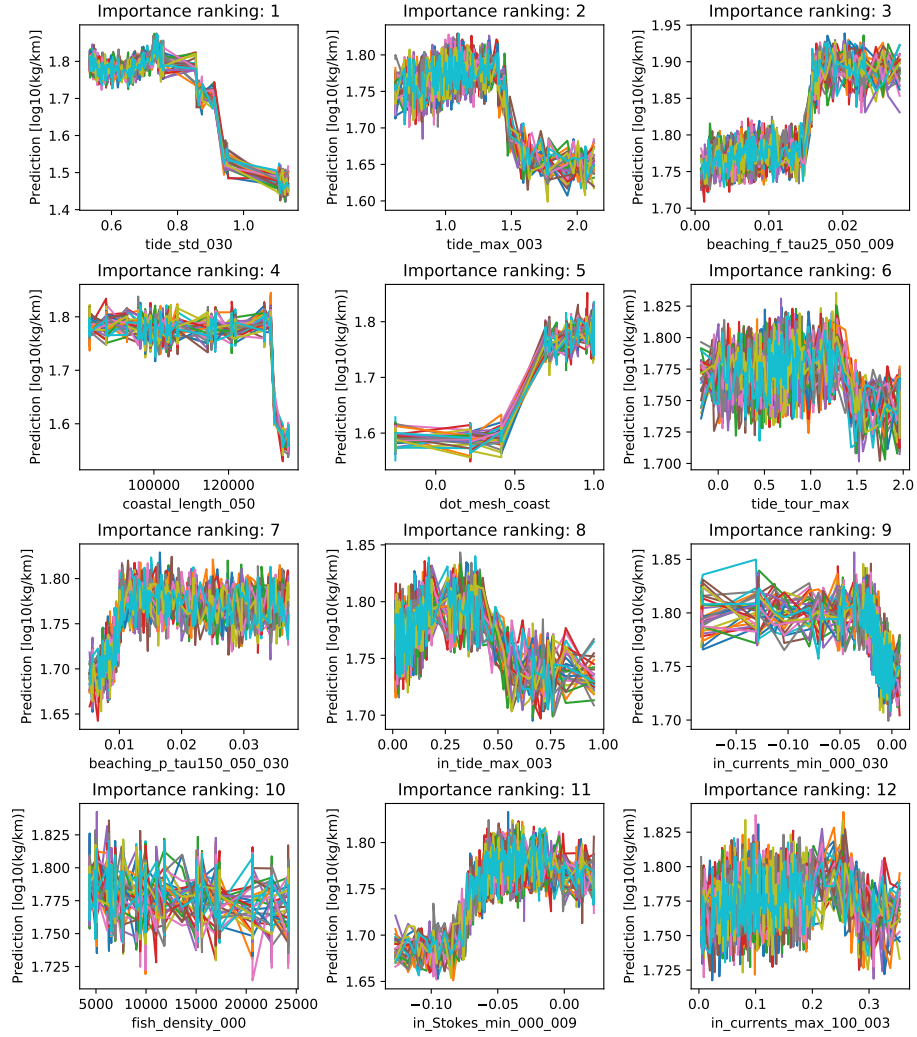 Importance ranking: 1
Prediction [log10(kg/km)]
1.8
1.7
1.6
1.5
1.4
0.6 0.8 1.0
tide_std_030
Importance ranking: 2
Prediction [log10(kg/km)]
1.80
1.75
1.70
1.65
1.60
1.0 1.5 2.0
tide_max_003
Importance ranking: 3
Prediction [log10(kg/km)]
1.95
1.90
1.85
1.80
1.75
1.70
0.00 0.01 0.02
beaching_f_tau25_050_009
Importance ranking: 4
Prediction [log10(kg/km)]
1.8
1.7
1.6
100000 120000
coastal_length_050
Importance ranking: 5
Prediction [log10(kg/km)]
1.8
1.7
1.6
0.0 0.5 1.0
dot_mesh_coast
Importance ranking: 6
Prediction [log10(kg/km)]
1.825
1.800
1.775
1.750
1.725
1.700
0.0 0.5 1.0 1.5 2.0
tide_tour_max
Importance ranking: 7
Prediction [log10(kg/km)]
1.80
1.75
1.70
1.65
0.01 0.02 0.03
beaching_p_tau150_050_030
Importance ranking: 8
Prediction [log10(kg/km)]
1.85
1.80
1.75
1.70
0.00 0.25 0.50 0.75 1.00
in_tide_max_003
Importance ranking: 9
Prediction [log10(kg/km)]
1.85
1.80
1.75
1.70
−0.15 −0.10 −0.05 0.00
in_currents_min_000_030
Importance ranking: 10
Prediction [log10(kg/km)]
1.825
1.800
1.775
1.750
1.725
5000 10000 15000 20000 25000
fish_density_000
Importance ranking: 11
Prediction [log10(kg/km)]
1.80
1.75
1.70
1.65
−0.10 −0.05 0.00
in_Stokes_min_000_009
Importance ranking: 12
Prediction [log10(kg/km)]
1.825
1.800
1.775
1.750
1.725
0.0 0.1 0.2 0.3
in_currents_max_100_003